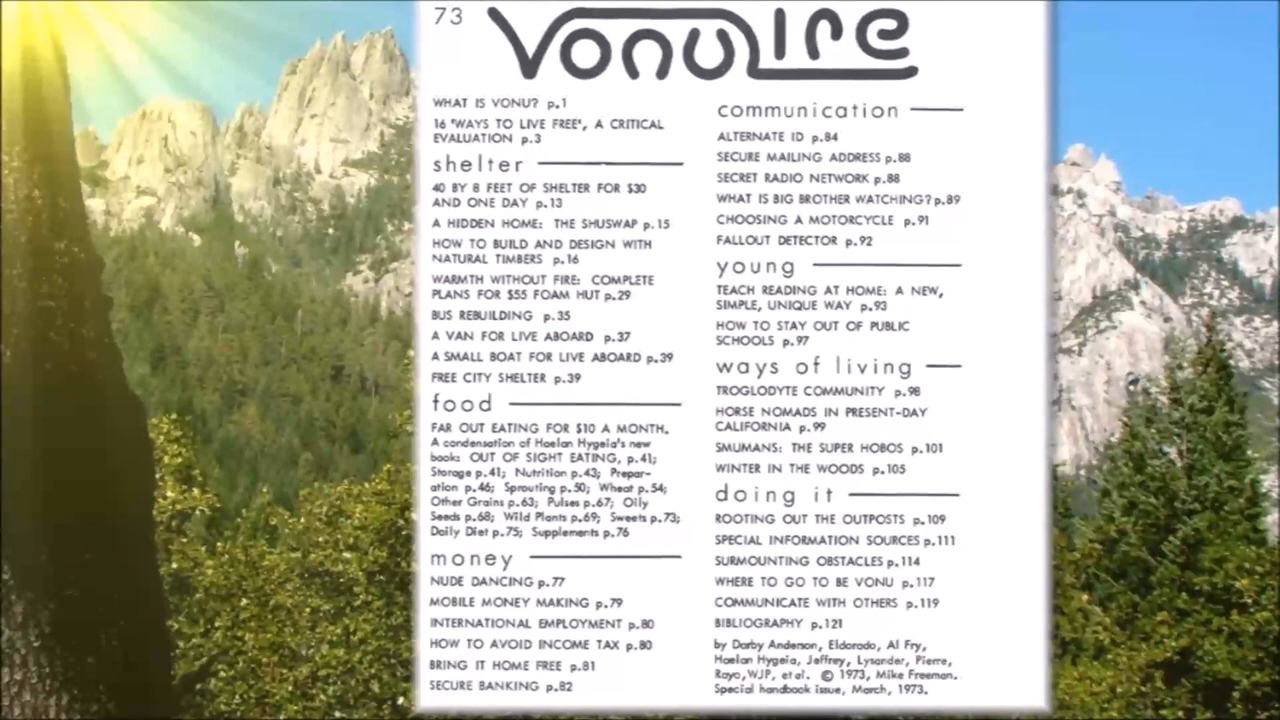 73
VONULIFE
WHAT IS VONU? p.1
16 'WAYS TO LIVE FREE', A CRITICAL
EVALUATION p.3
shelter
40 BY 8 FEET OF SHELTER FOR $30
AND ONE DAY p.13
A HIDDEN HOME: THE SHUSWAP p.15
HOW TO BUILD AND DESIGN WITH
NATURAL TIMBERS p.16
WARMTH WITHOUT FIRE: COMPLETE
PLANS FOR $55 FOAM HUT p.29
BUS REBUILDING p.35
A VAN FOR LIVE ABOARD p.37
A SMALL BOAT FOR LIVE ABOARD p.39
FREE CITY SHELTER p.39
food
FAR OUT EATING FOR $10 A MONTH.
A condensation of Haelan Hygeia's new
book: OUT OF SIGHT EATING, p.41;
Storage p.41; Nutrition p.43; Prepar-
ation p.46; Sprouting p.50; Wheat p.54;
Other Grains p.63; Pulses p.67; Oily
Seeds p.68; Wild Plants p.69; Sweets p.73;
Daily Diet p.75; Supplements p.76
money
NUDE DANCING p.77
MOBILE MONEY MAKING p.79
INTERNATIONAL EMPLOYMENT p.80
HOW TO AVOID INCOME TAX p.80
BRING IT HOME FREE p.81
SECURE BANKING p.82
communication
ALTERNATE ID p.84
SECURE MAILING ADDRESS p.88
SECRET RADIO NETWORK p.88
WHAT IS BIG BROTHER WATCHING? p.89
CHOOSING A MOTORCYCLE p.91
FALLOUT DETECTOR p.92
young
TEACH READING AT HOME: A NEW,
SIMPLE, UNIQUE WAY p.93
HOW TO STAY OUT OF PUBLIC
SCHOOLS p.97
ways of living
TROGLODYTE COMMUNITY p.98
HORSE NOMADS IN PRESENT-DAY
CALIFORNIA p.99
SMUMANS: THE SUPER HOBOS p.101
WINTER IN THE WOODS p.105
doing it
ROOTING OUT THE OUTPOSTS p.109
SPECIAL INFORMATION SOURCES p.111
SURMOUNTING OBSTACLES p.114
WHERE TO GO TO BE VONU p.117
COMMUNICATE WITH OTHERS p.119
BIBLIOGRAPHY p.121
by Darby Anderson, Eldorado, Al Fry,
Haelan Hygeia, Jeffrey, Lysander, Pierre,
Rayo, WJP, et al. © 1973, Mike Freeman.
Special handbook issue, March, 1973.